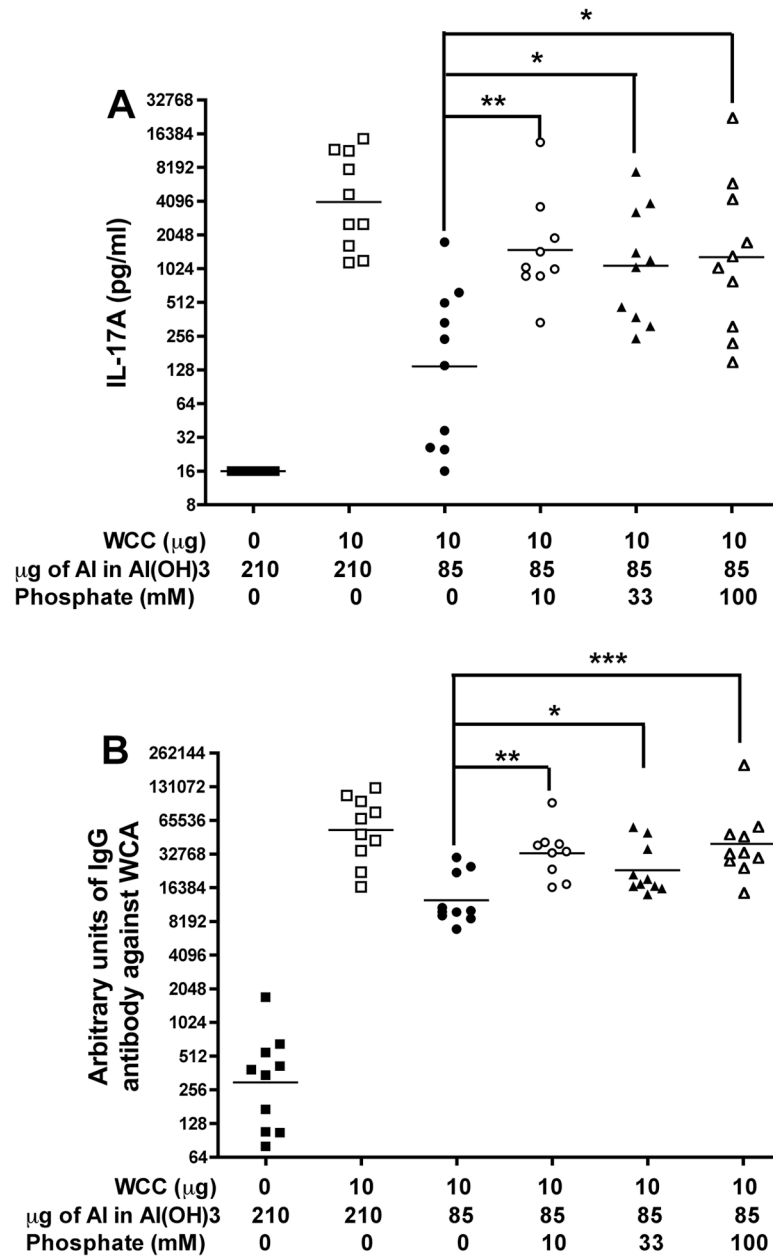 *
*
**
A
32768
16384
8192
4096
2048
1024
512
256
128
64
32
16
8
IL-17A (pg/ml)
WCC (µg) 0 10 10 10 10 10
µg of Al in Al(OH)3 210 210 85 85 85 85
Phosphate (mM) 0 0 0 10 33 100
***
*
**
B
262144
131072
65536
32768
16384
8192
4096
2048
1024
512
256
128
64
Arbitrary units of IgG
antibody against WCA
WCC (µg) 0 10 10 10 10 10
µg of Al in Al(OH)3 210 210 85 85 85 85
Phosphate (mM) 0 0 0 10 33 100